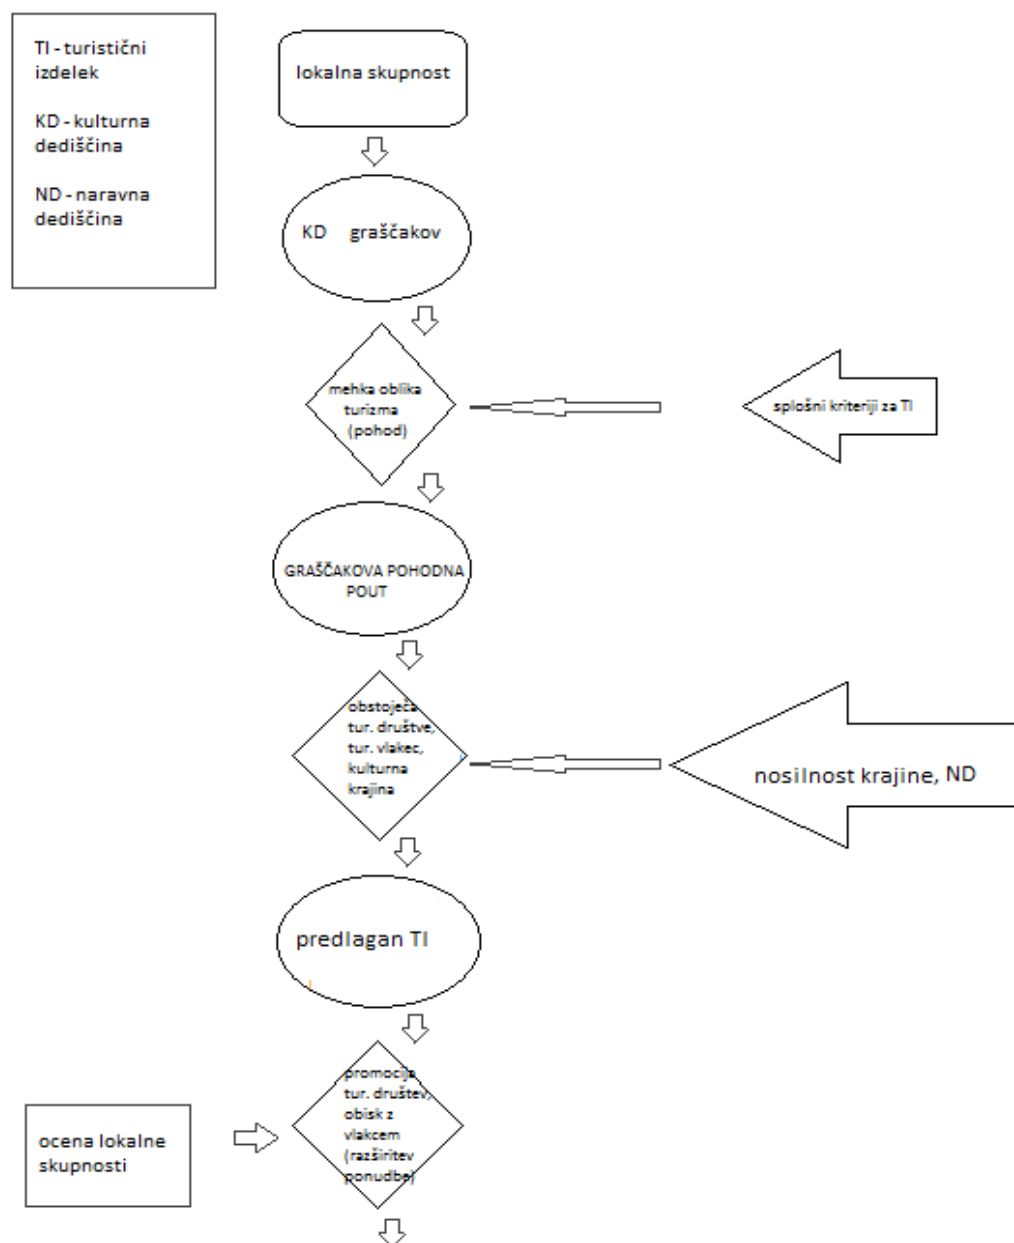 TI - turistični
izdelek
KD - kulturna
dediščina
ND - naravna
dediščina
lokalna skupnost
KD graščakov
mehka oblika
turizma
(pohod)
splošni kriteriji za TI
GRAŠČAKOVA POHODNA
POUT
obstoječa
tur. društve,
tur. vlakec,
kulturna
krajina
nosilnost krajine, ND
predlagan TI
promocija
tur. društev,
obisk z
vlakcem
(razširitev
ponudbe)
ocena lokalne
skupnosti